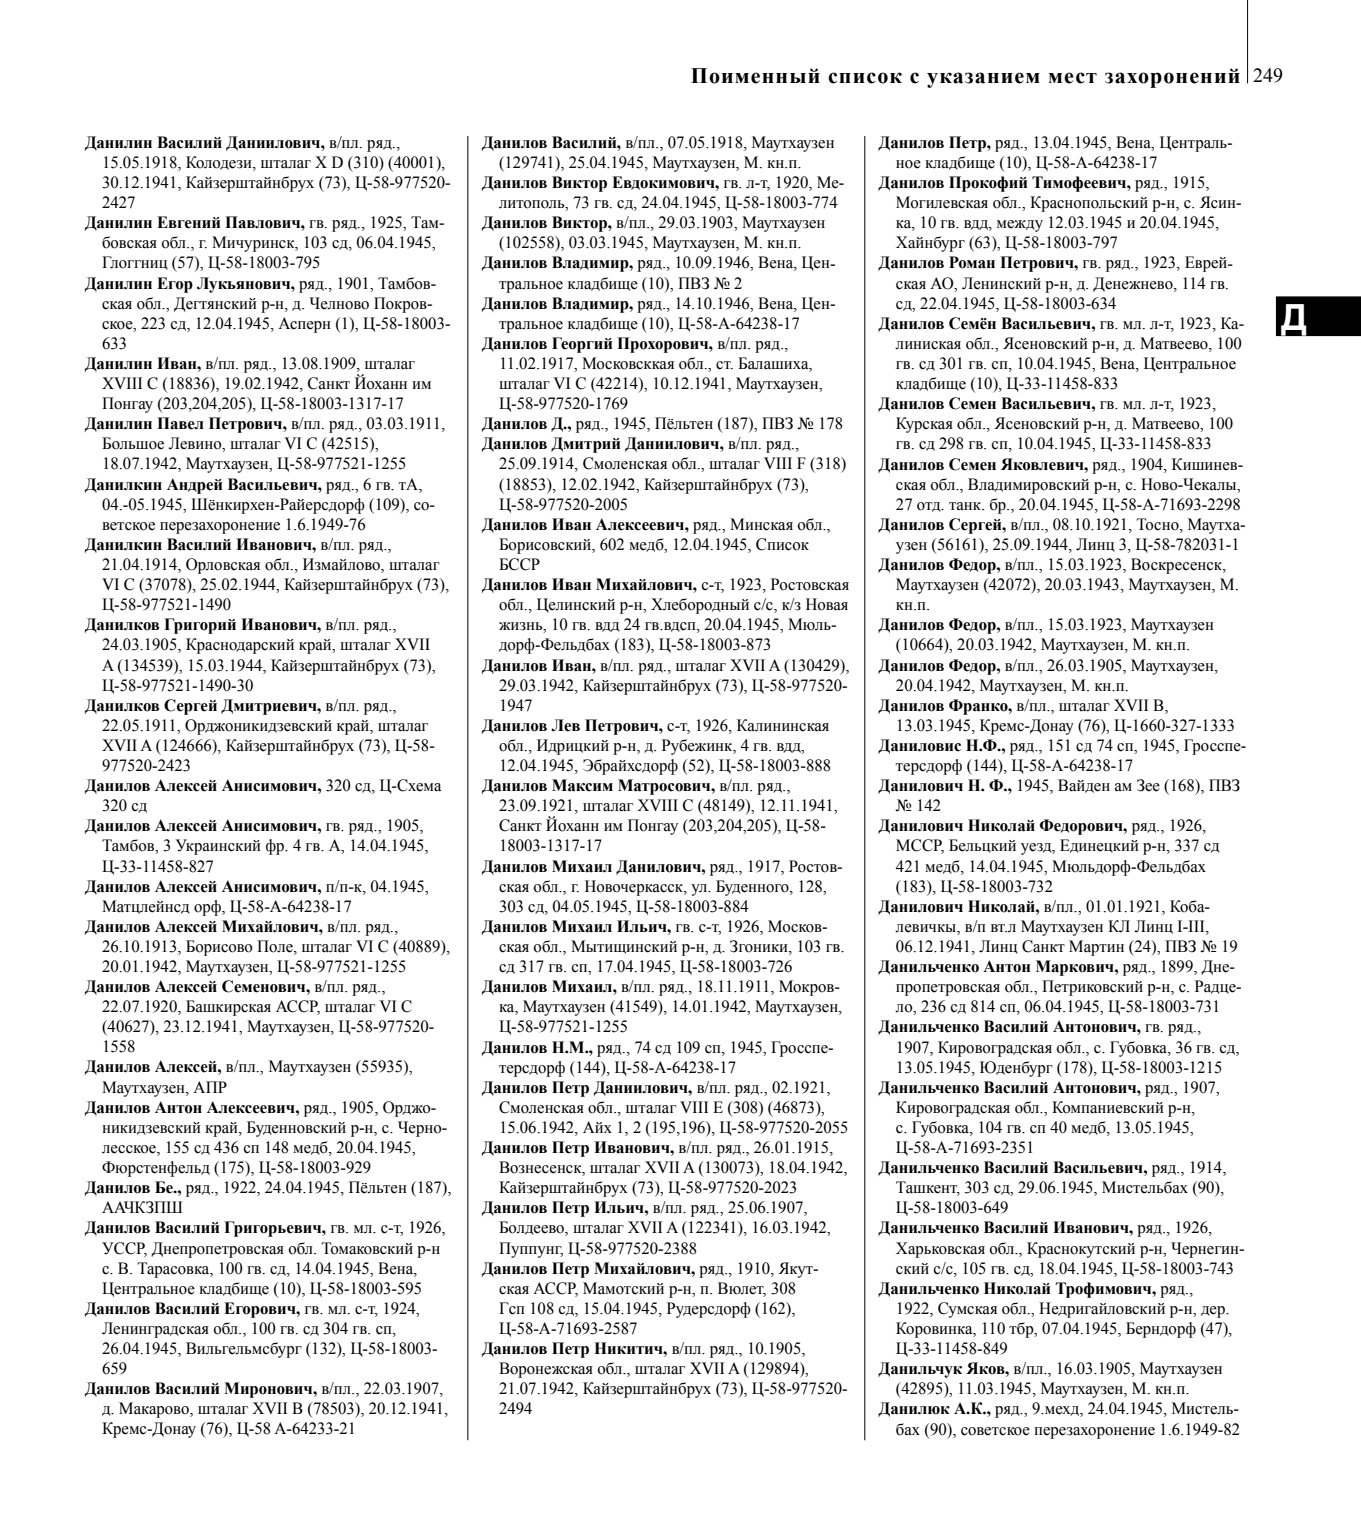 Поименный список с указанием мест захоронений 249
Данилин Василий Даниилович, в/пл. ряд.,
15.05.1918, Колодези, шталаг X D (310) (40001),
30.12.1941, Кайзерштайнбрух (73), Ц-58-977520-
2427
Данилин Евгений Павлович, гв. ряд., 1925, Там-
бовская обл., г. Мичуринск, 103 сд, 06.04.1945,
Глоггниц (57), Ц-58-18003-795
Данилин Егор Лукьянович, ряд., 1901, Тамбов-
ская обл., Дегтянский р-н, д. Челново Покров-
ское, 223 сд, 12.04.1945, Асперн (1), Ц-58-18003-
633
Данилин Иван, в/пл. ряд., 13.08.1909, шталаг
XVIII C (18836), 19.02.1942, Санкт Йоханн им
Понгау (203,204,205), Ц-58-18003-1317-17
Данилин Павел Петрович, в/пл. ряд., 03.03.1911,
Большое Левино, шталаг VI C (42515),
18.07.1942, Маутхаузен, Ц-58-977521-1255
Данилкин Андрей Васильевич, ряд., 6 гв. тА,
04.-05.1945, Шёнкирхен-Райерсдорф (109), со-
ветское перезахоронение 1.6.1949-76
Данилкин Василий Иванович, в/пл. ряд.,
21.04.1914, Орловская обл., Измайлово, шталаг
VI C (37078), 25.02.1944, Кайзерштайнбрух (73),
Ц-58-977521-1490
Данилков Григорий Иванович, в/пл. ряд.,
24.03.1905, Краснодарский край, шталаг XVII
A (134539), 15.03.1944, Кайзерштайнбрух (73),
Ц-58-977521-1490-30
Данилков Сергей Дмитриевич, в/пл. ряд.,
22.05.1911, Орджоникидзевский край, шталаг
XVII A (124666), Кайзерштайнбрух (73), Ц-58-
977520-2423
Данилов Алексей Анисимович, 320 сд, Ц-Схема
320 сд
Данилов Алексей Анисимович, гв. ряд., 1905,
Тамбов, 3 Украинский фр. 4 гв. А, 14.04.1945,
Ц-33-11458-827
Данилов Алексей Анисимович, п/п-к, 04.1945,
Матцлейнсд орф, Ц-58-А-64238-17
Данилов Алексей Михайлович, в/пл. ряд.,
26.10.1913, Борисово Поле, шталаг VI C (40889),
20.01.1942, Маутхаузен, Ц-58-977521-1255
Данилов Алексей Семенович, в/пл. ряд.,
22.07.1920, Башкирская АССР, шталаг VI C
(40627), 23.12.1941, Маутхаузен, Ц-58-977520-
1558
Данилов Алексей, в/пл., Маутхаузен (55935),
Маутхаузен, АПР
Данилов Антон Алексеевич, ряд., 1905, Орджо-
никидзевский край, Буденновский р-н, с. Черно-
лесское, 155 сд 436 сп 148 медб, 20.04.1945,
Фюрстенфельд (175), Ц-58-18003-929
Данилов Бе., ряд., 1922, 24.04.1945, Пёльтен (187),
ААЧКЗПШ
Данилов Василий Григорьевич, гв. мл. с-т, 1926,
УССР, Днепропетровская обл. Томаковский р-н
с. В. Тарасовка, 100 гв. сд, 14.04.1945, Вена,
Центральное кладбище (10), Ц-58-18003-595
Данилов Василий Егорович, гв. мл. с-т, 1924,
Ленинградская обл., 100 гв. сд 304 гв. сп,
26.04.1945, Вильгельмсбург (132), Ц-58-18003-
659
Данилов Василий Миронович, в/пл., 22.03.1907,
д. Макарово, шталаг XVII B (78503), 20.12.1941,
Кремс-Донау (76), Ц-58 А-64233-21
Данилов Василий, в/пл., 07.05.1918, Маутхаузен
(129741), 25.04.1945, Маутхаузен, М. кн.п.
Данилов Виктор Евдокимович, гв. л-т, 1920, Ме-
литополь, 73 гв. сд, 24.04.1945, Ц-58-18003-774
Данилов Виктор, в/пл., 29.03.1903, Маутхаузен
(102558), 03.03.1945, Маутхаузен, М. кн.п.
Данилов Владимир, ряд., 10.09.1946, Вена, Цен-
тральное кладбище (10), ПВЗ № 2
Данилов Владимир, ряд., 14.10.1946, Вена, Цен-
тральное кладбище (10), Ц-58-А-64238-17
Данилов Георгий Прохорович, в/пл. ряд.,
11.02.1917, Московсккая обл., ст. Балашиха,
шталаг VI C (42214), 10.12.1941, Маутхаузен,
Ц-58-977520-1769
Данилов Д., ряд., 1945, Пёльтен (187), ПВЗ № 178
Данилов Дмитрий Даниилович, в/пл. ряд.,
25.09.1914, Смоленская обл., шталаг VIII F (318)
(18853), 12.02.1942, Кайзерштайнбрух (73),
Ц-58-977520-2005
Данилов Иван Алексеевич, ряд., Минская обл.,
Борисовский, 602 медб, 12.04.1945, Список
БССР
Данилов Иван Михайлович, с-т, 1923, Ростовская
обл., Целинский р-н, Хлебородный с/с, к/з Новая
жизнь, 10 гв. вдд 24 гв.вдсп, 20.04.1945, Мюль-
дорф-Фельдбах (183), Ц-58-18003-873
Данилов Иван, в/пл. ряд., шталаг XVII A (130429),
29.03.1942, Кайзерштайнбрух (73), Ц-58-977520-
1947
Данилов Лев Петрович, с-т, 1926, Калининская
обл., Идрицкий р-н, д. Рубежинк, 4 гв. вдд,
12.04.1945, Эбрайхсдорф (52), Ц-58-18003-888
Данилов Максим Матросович, в/пл. ряд.,
23.09.1921, шталаг XVIII C (48149), 12.11.1941,
Санкт Йоханн им Понгау (203,204,205), Ц-58-
18003-1317-17
Данилов Михаил Данилович, ряд., 1917, Ростов-
ская обл., г. Новочеркасск, ул. Буденного, 128,
303 сд, 04.05.1945, Ц-58-18003-884
Данилов Михаил Ильич, гв. с-т, 1926, Москов-
ская обл., Мытищинский р-н, д. Згоники, 103 гв.
сд 317 гв. сп, 17.04.1945, Ц-58-18003-726
Данилов Михаил, в/пл. ряд., 18.11.1911, Мокров-
ка, Маутхаузен (41549), 14.01.1942, Маутхаузен,
Ц-58-977521-1255
Данилов Н.М., ряд., 74 сд 109 сп, 1945, Гросспе-
терсдорф (144), Ц-58-А-64238-17
Данилов Петр Даниилович, в/пл. ряд., 02.1921,
Смоленская обл., шталаг VIII E (308) (46873),
15.06.1942, Айх 1, 2 (195,196), Ц-58-977520-2055
Данилов Петр Иванович, в/пл. ряд., 26.01.1915,
Вознесенск, шталаг XVII A (130073), 18.04.1942,
Кайзерштайнбрух (73), Ц-58-977520-2023
Данилов Петр Ильич, в/пл. ряд., 25.06.1907,
Болдеево, шталаг XVII A (122341), 16.03.1942,
Пуппунг, Ц-58-977520-2388
Данилов Петр Михайлович, ряд., 1910, Якут-
ская АССР, Мамотский р-н, п. Вюлет, 308
Гсп 108 сд, 15.04.1945, Рудерсдорф (162),
Ц-58-А-71693-2587
Данилов Петр Никитич, в/пл. ряд., 10.1905,
Воронежская обл., шталаг XVII A (129894),
21.07.1942, Кайзерштайнбрух (73), Ц-58-977520-
2494
Данилов Петр, ряд., 13.04.1945, Вена, Централь-
ное кладбище (10), Ц-58-А-64238-17
Данилов Прокофий Тимофеевич, ряд., 1915,
Могилевская обл., Краснопольский р-н, с. Ясин-
ка, 10 гв. вдд, между 12.03.1945 и 20.04.1945,
Хайнбург (63), Ц-58-18003-797
Данилов Роман Петрович, гв. ряд., 1923, Еврей-
ская АО, Ленинский р-н, д. Денежнево, 114 гв.
сд, 22.04.1945, Ц-58-18003-634
Данилов Семён Васильевич, гв. мл. л-т, 1923, Ка-
линиская обл., Ясеновский р-н, д. Матвеево, 100
гв. сд 301 гв. сп, 10.04.1945, Вена, Центральное
кладбище (10), Ц-33-11458-833
Данилов Семен Васильевич, гв. мл. л-т, 1923,
Курская обл., Ясеновский р-н, д. Матвеево, 100
гв. сд 298 гв. сп, 10.04.1945, Ц-33-11458-833
Данилов Семен Яковлевич, ряд., 1904, Кишинев-
ская обл., Владимировский р-н, с. Ново-Чекалы,
27 отд. танк. бр., 20.04.1945, Ц-58-А-71693-2298
Данилов Сергей, в/пл., 08.10.1921, Тосно, Маутха-
узен (56161), 25.09.1944, Линц 3, Ц-58-782031-1
Данилов Федор, в/пл., 15.03.1923, Воскресенск,
Маутхаузен (42072), 20.03.1943, Маутхаузен, М.
кн.п.
Данилов Федор, в/пл., 15.03.1923, Маутхаузен
(10664), 20.03.1942, Маутхаузен, М. кн.п.
Данилов Федор, в/пл., 26.03.1905, Маутхаузен,
20.04.1942, Маутхаузен, М. кн.п.
Данилов Франко, в/пл., шталаг XVII B,
13.03.1945, Кремс-Донау (76), Ц-1660-327-1333
Даниловис Н.Ф., ряд., 151 сд 74 сп, 1945, Гросспе-
терсдорф (144), Ц-58-А-64238-17
Данилович Н. Ф., 1945, Вайден ам Зее (168), ПВЗ
№ 142
Данилович Николай Федорович, ряд., 1926,
МССР, Бельцкий уезд, Единецкий р-н, 337 сд
421 медб, 14.04.1945, Мюльдорф-Фельдбах
(183), Ц-58-18003-732
Данилович Николай, в/пл., 01.01.1921, Коба-
левичкы, в/п вт.л Маутхаузен КЛ Линц I-III,
06.12.1941, Линц Санкт Мартин (24), ПВЗ № 19
Данильченко Антон Маркович, ряд., 1899, Дне-
пропетровская обл., Петриковский р-н, с. Радце-
ло, 236 сд 814 сп, 06.04.1945, Ц-58-18003-731
Данильченко Василий Антонович, гв. ряд.,
1907, Кировоградская обл., с. Губовка, 36 гв. сд,
13.05.1945, Юденбург (178), Ц-58-18003-1215
Данильченко Василий Антонович, ряд., 1907,
Кировоградская обл., Компаниевский р-н,
с. Губовка, 104 гв. сп 40 медб, 13.05.1945,
Ц-58-А-71693-2351
Данильченко Василий Васильевич, ряд., 1914,
Ташкент, 303 сд, 29.06.1945, Мистельбах (90),
Ц-58-18003-649
Данильченко Василий Иванович, ряд., 1926,
Харьковская обл., Краснокутский р-н, Чернегин-
ский с/с, 105 гв. сд, 18.04.1945, Ц-58-18003-743
Данильченко Николай Трофимович, ряд.,
1922, Сумская обл., Недригайловский р-н, дер.
Коровинка, 110 тбр, 07.04.1945, Берндорф (47),
Ц-33-11458-849
Данильчук Яков, в/пл., 16.03.1905, Маутхаузен
(42895), 11.03.1945, Маутхаузен, М. кн.п.
Данилюк А.К., ряд., 9.мехд, 24.04.1945, Мистель-
бах (90), советское перезахоронение 1.6.1949-82
Д